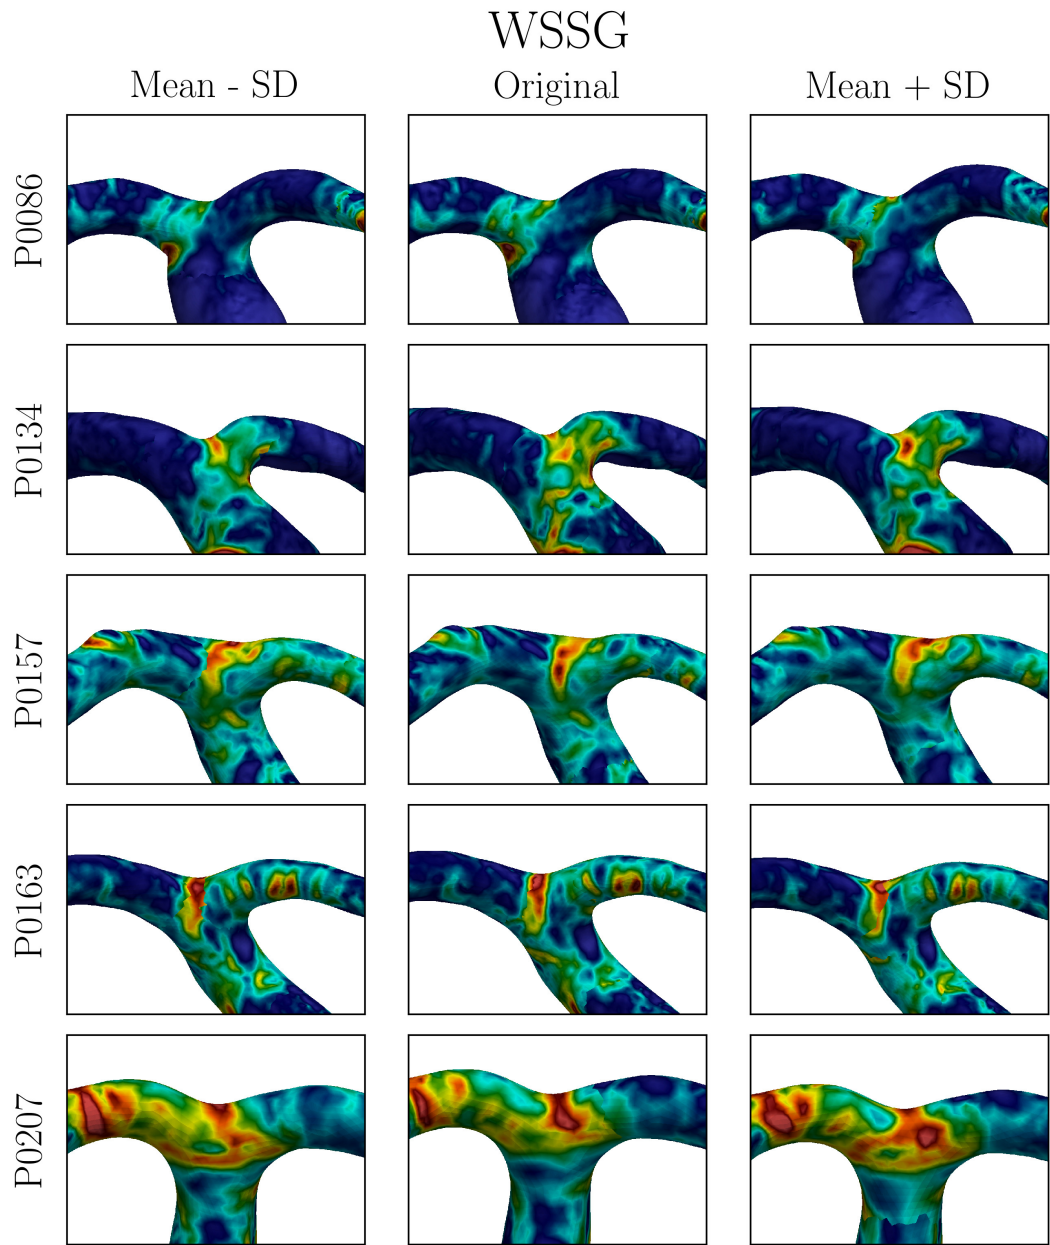 WSSG
Mean - SD
Original
Mean + SD
P0086
P0134
P0157
P0163
P0207